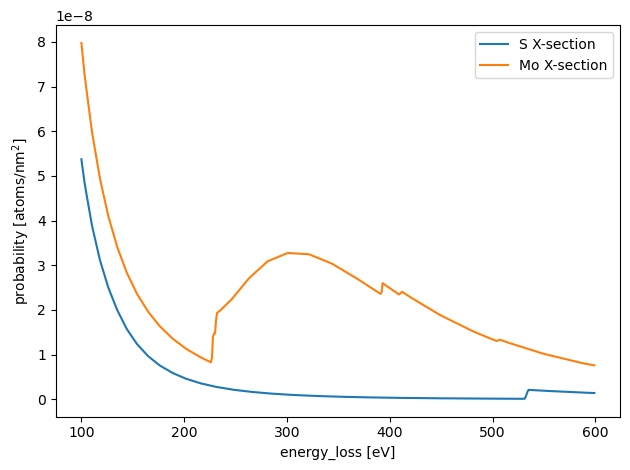 1e−8
S X-section
Mo X-section
8
7
6
5
4
3
2
1
0
probability [atoms/nm²]
100 200 300 400 500 600
energy_loss [eV]